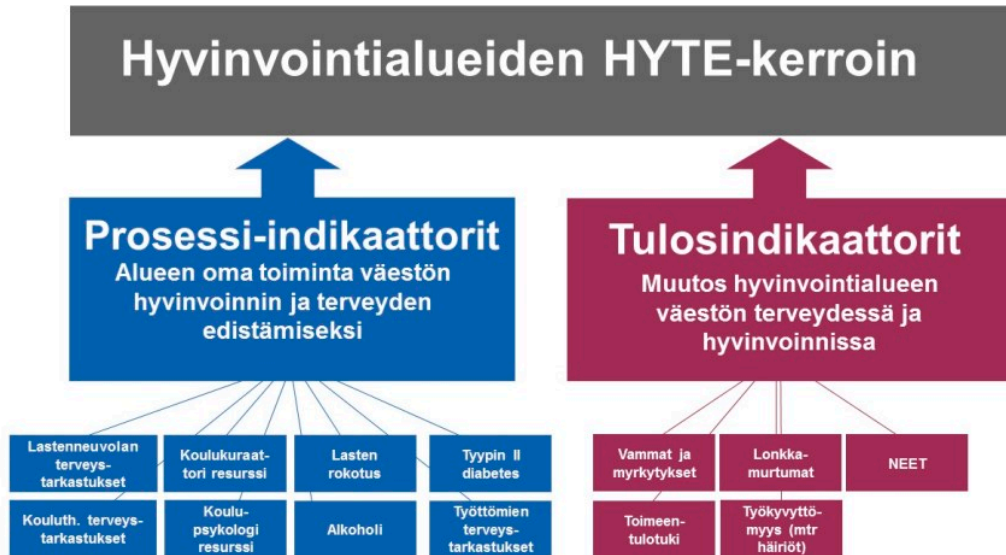 Hyvinvointialueiden HYTE-kerroin
Prosessi-indikaattorit
Alueen oma toiminta väestön
hyvinvoinnin ja terveyden
edistämiseksi
Tulosindikaattorit
Muutos hyvinvointialueen
väestön terveydessä ja
hyvinvoinnissa
Lastenneuvolan
terveys-
tarkastukset
Koulukuraat-
tori resurssi
Lasten
rokotus
Tyypin II
diabetes
Kouluth. terveys-
tarkastukset
Koulu-
psykologi
resurssi
Alkoholi
Työttömien
terveys-
tarkastukset
Vammat ja
myrkytykset
Lonkka-
murtumat
NEET
Toimeen-
tulotuki
Työkyvyttö-
myys (mtr
häiriöt)